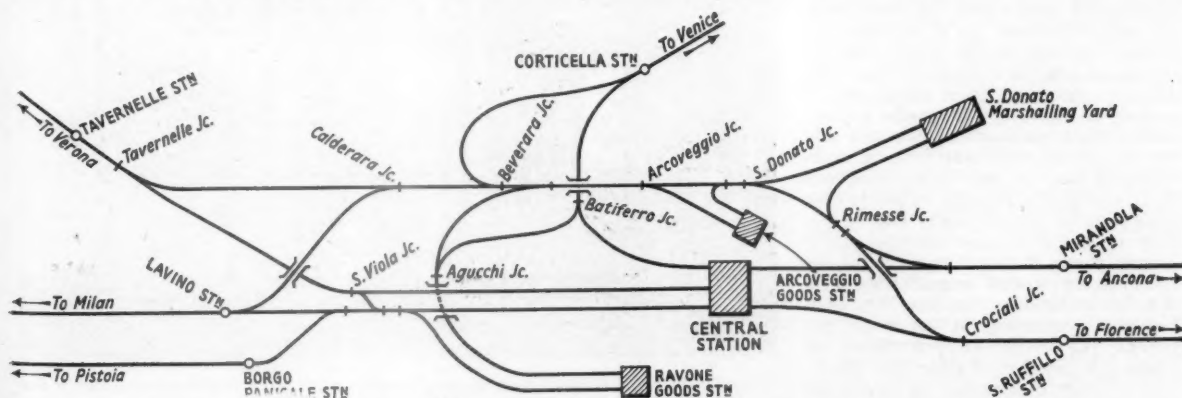 To Venice
CORTICELLA STN
TAVERNELLE STN
To Verona
Tavernelle Jc.
Calderara Jc.
Beverara Jc.
Arcoveggio Jc.
S. Donato Jc.
S. Donato
Marshalling Yard
Batiferro Jc.
Rimesse Jc.
MIRANDOLA
STN
LAVINO STN
S. Viola Jc.
Agucchi Jc.
ARCOVEGGIO
GOODS STN
To Ancona
To Milan
CENTRAL
STATION
Crociali Jc.
To Florence
To Pistoia
BORGO
PANICALE STN
RAVONE
GOODS STN
S. RUFFILLO
STN